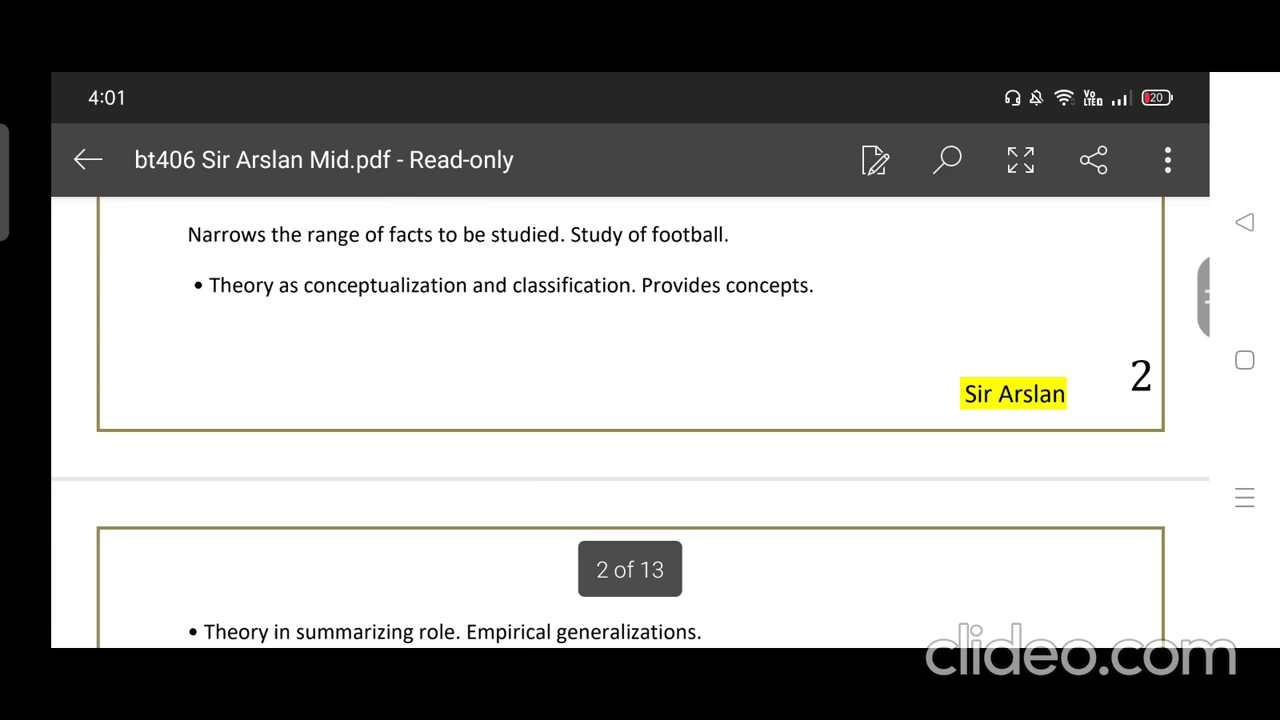 4:01
Vo
LTED
20
bt406 Sir Arslan Mid.pdf - Read-only
Narrows the range of facts to be studied. Study of football.
• Theory as conceptualization and classification. Provides concepts.
2
Sir Arslan
2 of 13
• Theory in summarizing role. Empirical generalizations.
clideo.com